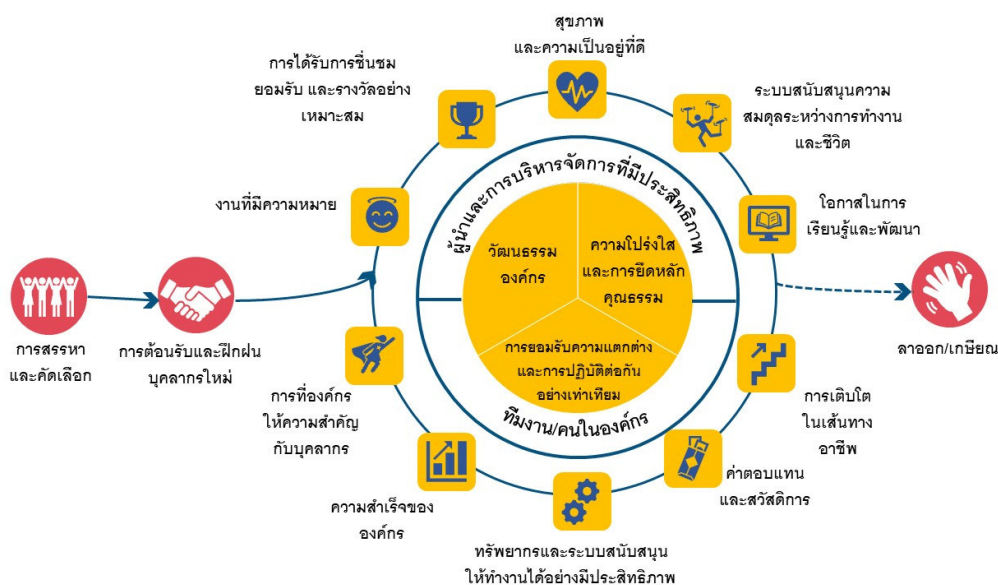 สุขภาพ
และความเป็นอยู่ที่ดี
การได้รับการชื่นชม
ยอมรับ และรางวัลอย่าง
เหมาะสม
ระบบสนับสนุนความ
สมดุลระหว่างการทำงาน
และชีวิต
งานที่มีความหมาย
โอกาสในการ
เรียนรู้และพัฒนา
ผู้นำและการบริหารจัดการที่มีประสิทธิภาพ
วัฒนธรรม
องค์กร
ความโปร่งใส
และการยึดหลัก
คุณธรรม
การยอมรับความแตกต่าง
และการปฏิบัติต่อกัน
อย่างเท่าเทียม
ทีมงาน/คนในองค์กร
การสรรหา
และคัดเลือก
การต้อนรับและฝึกฝน
บุคลากรใหม่
ลาออก/เกษียณ
การที่องค์กร
ให้ความสำคัญ
กับบุคลากร
การเติบโต
ในเส้นทาง
อาชีพ
ความสำเร็จของ
องค์กร
ค่าตอบแทน
และสวัสดิการ
ทรัพยากรและระบบสนับสนุน
ให้ทำงานได้อย่างมีประสิทธิภาพ